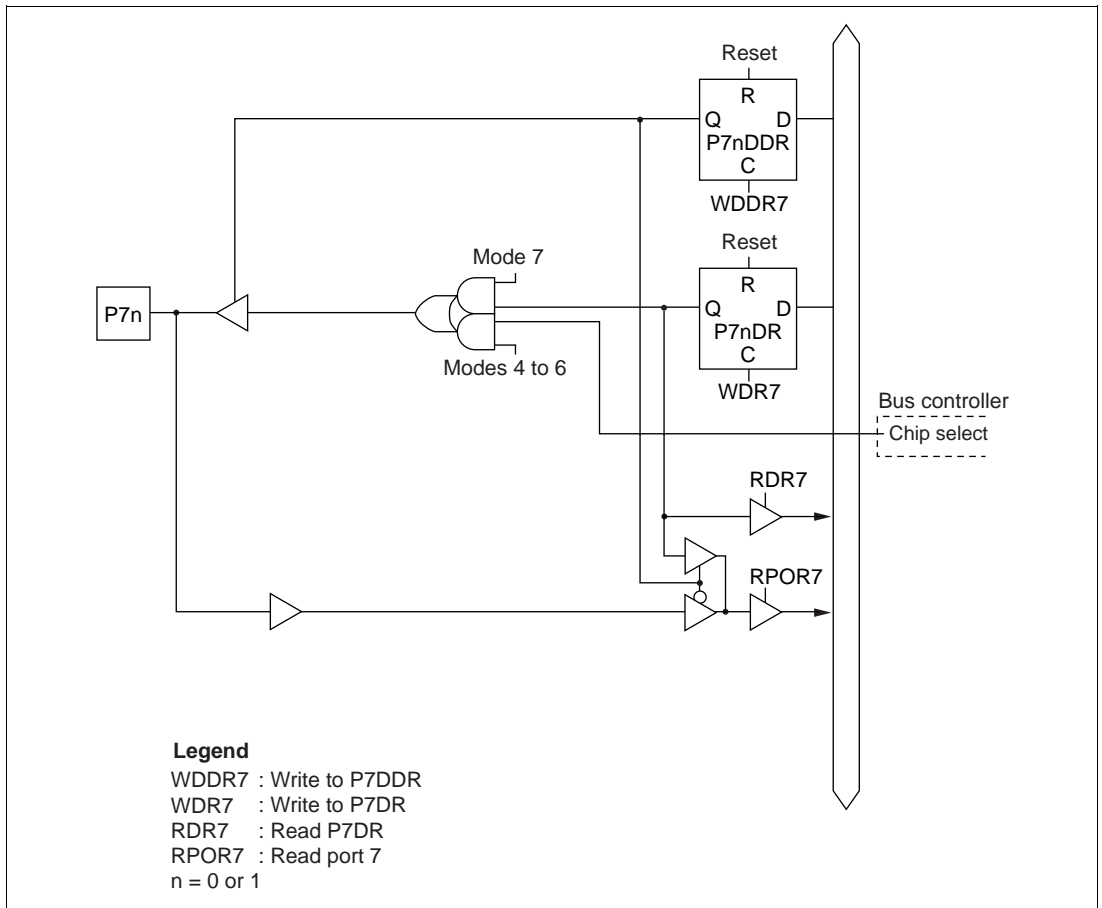 Reset
R
Q D
P7nDDR
C
WDDR7
Reset
Mode 7
R
P7n
Q D
P7nDR
C
Modes 4 to 6
WDR7
Bus controller
Chip select
RDR7
RPOR7
Legend
WDDR7 : Write to P7DDR
WDR7 : Write to P7DR
RDR7 : Read P7DR
RPOR7 : Read port 7
n = 0 or 1